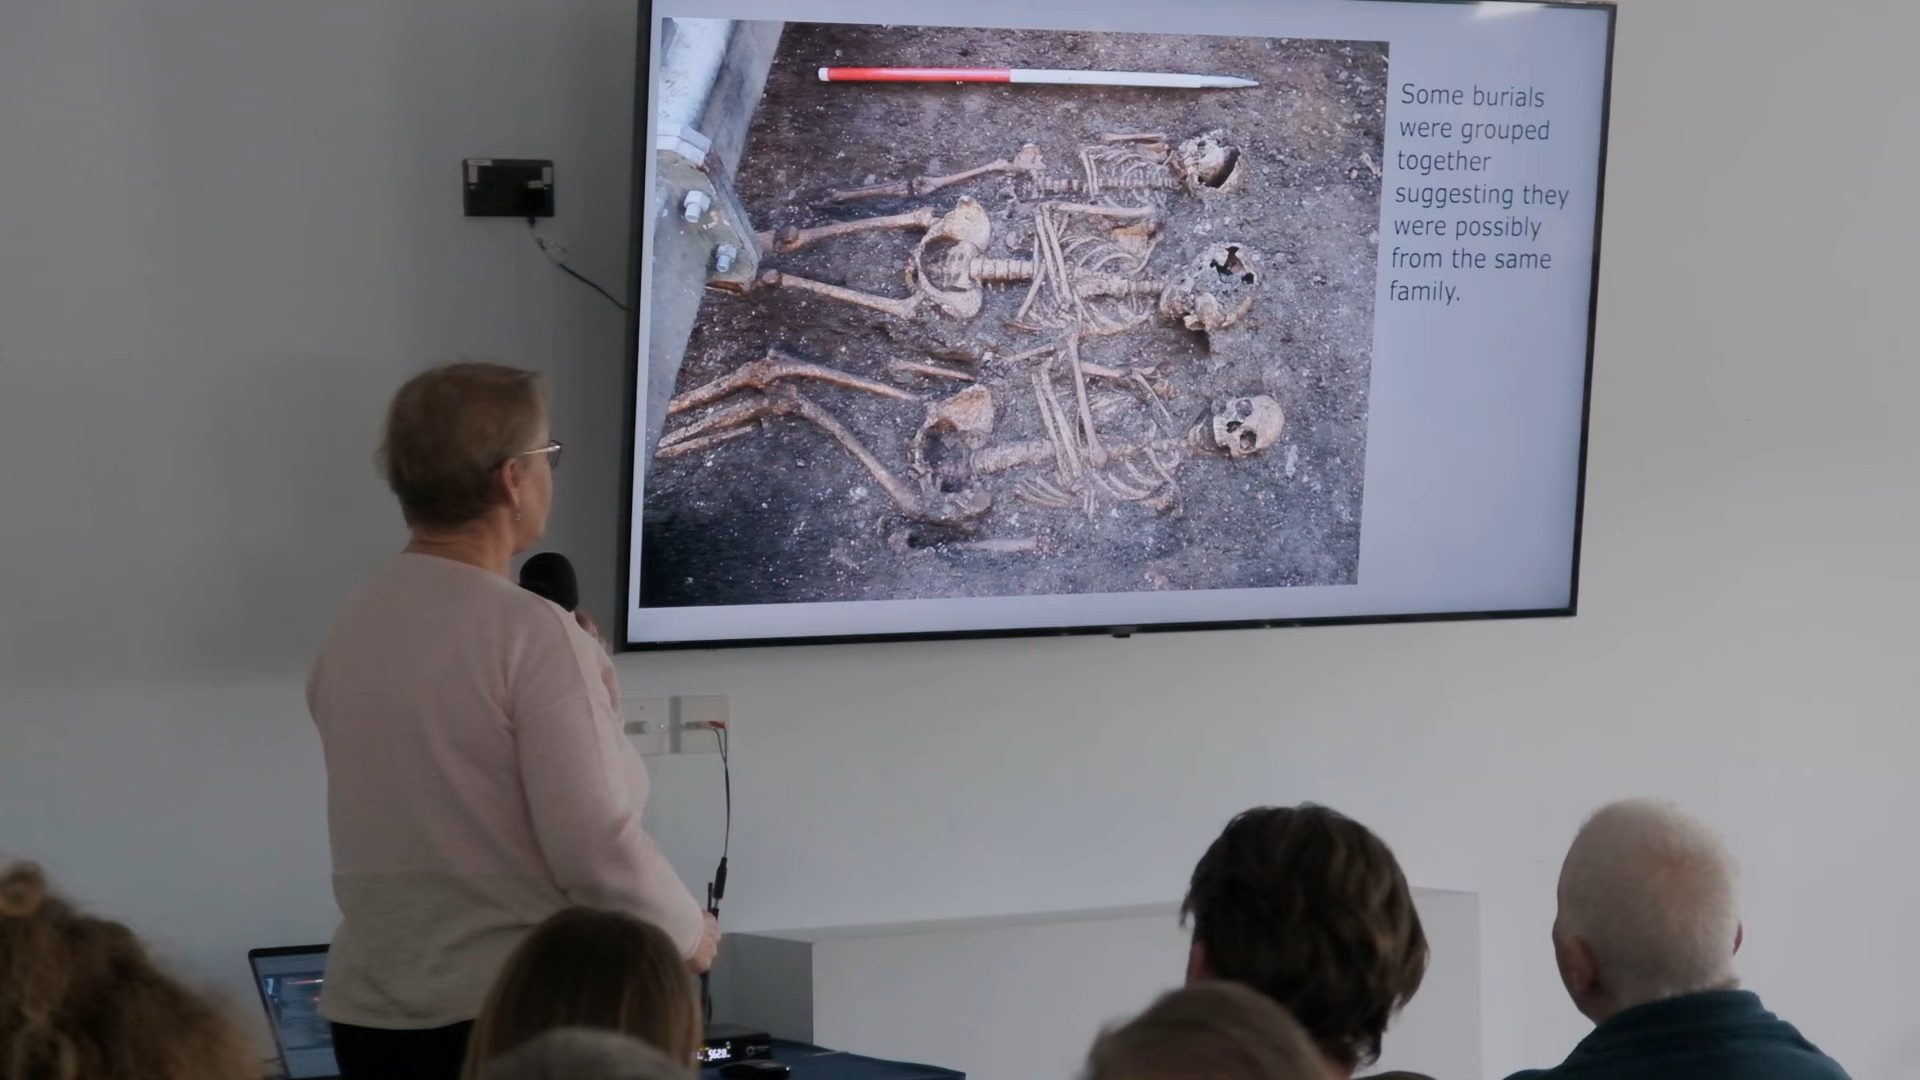 Some burials
were grouped
together
suggesting they
were possibly
from the same
family.